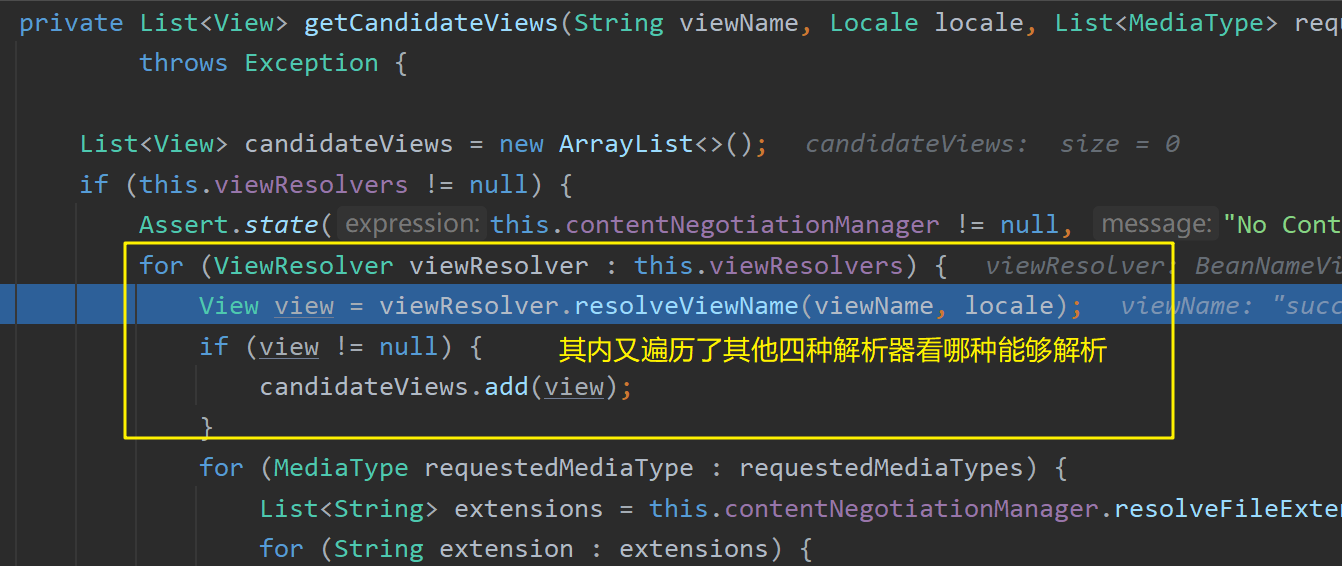 private List<View> getCandidateViews(String viewName, Locale locale, List<MediaType> requ
throws Exception {
List<View> candidateViews = new ArrayList<>(); candidateViews: size = 0
if (this.viewResolvers != null) {
Assert.state( expression: this.contentNegotiationManager != null, message: "No Cont
for (ViewResolver viewResolver : this.viewResolvers) { viewResolver: BeanNameVi
View view = viewResolver.resolveViewName(viewName, locale); viewName: "succ
if (view != null) { 其内又遍历了其他四种解析器看哪种能够解析
candidateViews.add(view);
}
for (MediaType requestedMediaType : requestedMediaTypes) {
List<String> extensions = this.contentNegotiationManager.resolveFileExten
for (String extension : extensions) {